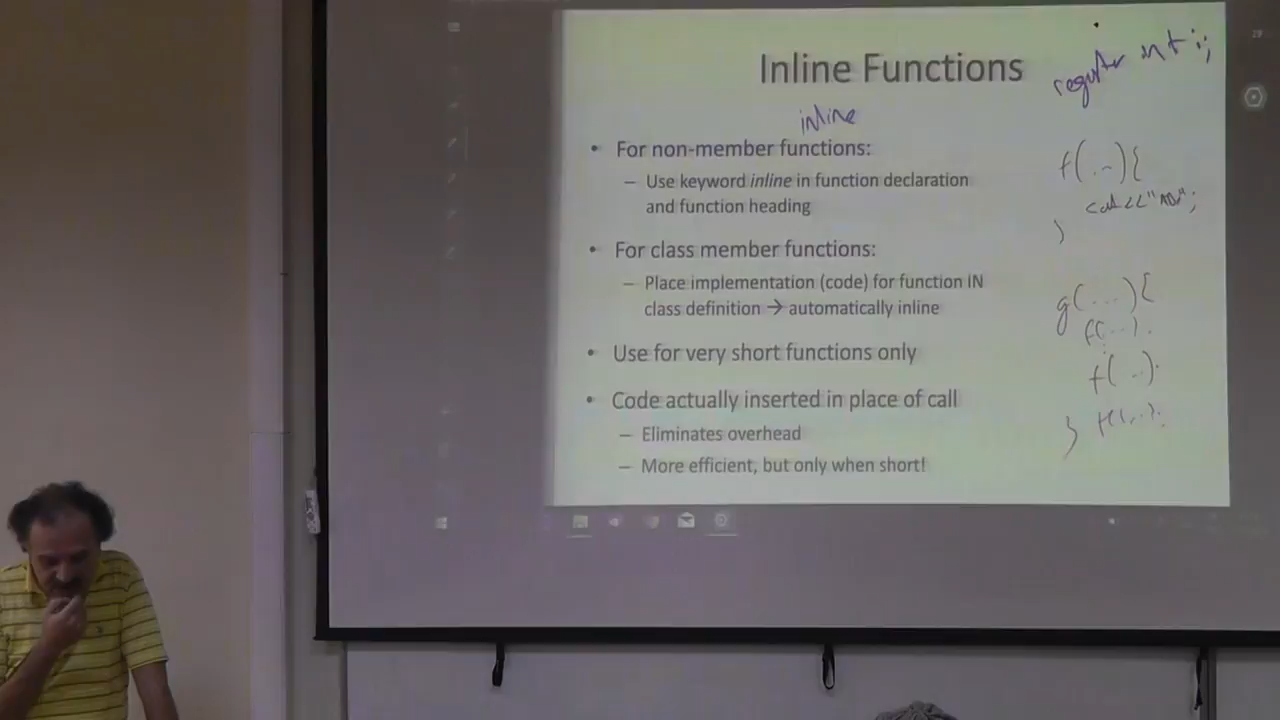 Inline Functions
register int i;
inline
• For non-member functions:
– Use keyword inline in function declaration
and function heading
• For class member functions:
– Place implementation (code) for function IN
class definition → automatically inline
• Use for very short functions only
• Code actually inserted in place of call
– Eliminates overhead
– More efficient, but only when short!
f(...){
}
g(...){
f(...).
f(...).
} f(...).